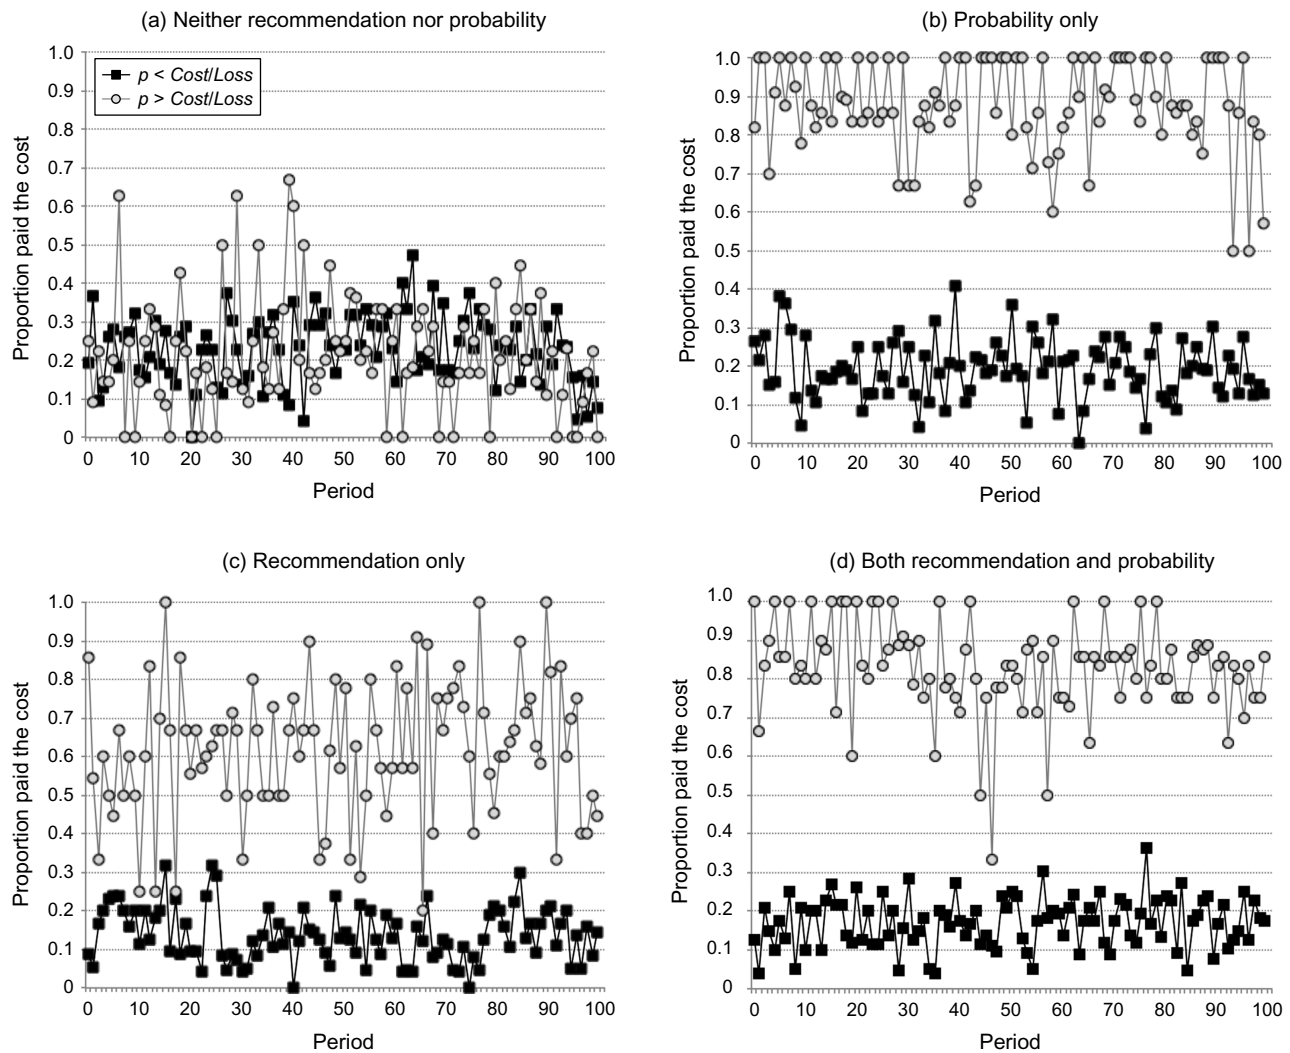 (a) Neither recommendation nor probability
1.0
0.9
0.8
0.7
0.6
0.5
0.4
0.3
0.2
0.1
0
Proportion paid the cost
p < Cost/Loss
p > Cost/Loss
0 10 20 30 40 50 60 70 80 90 100
Period
(b) Probability only
1.0
0.9
0.8
0.7
0.6
0.5
0.4
0.3
0.2
0.1
0
Proportion paid the cost
0 10 20 30 40 50 60 70 80 90 100
Period
(c) Recommendation only
1.0
0.9
0.8
0.7
0.6
0.5
0.4
0.3
0.2
0.1
0
Proportion paid the cost
0 10 20 30 40 50 60 70 80 90 100
Period
(d) Both recommendation and probability
1.0
0.9
0.8
0.7
0.6
0.5
0.4
0.3
0.2
0.1
0
Proportion paid the cost
0 10 20 30 40 50 60 70 80 90 100
Period